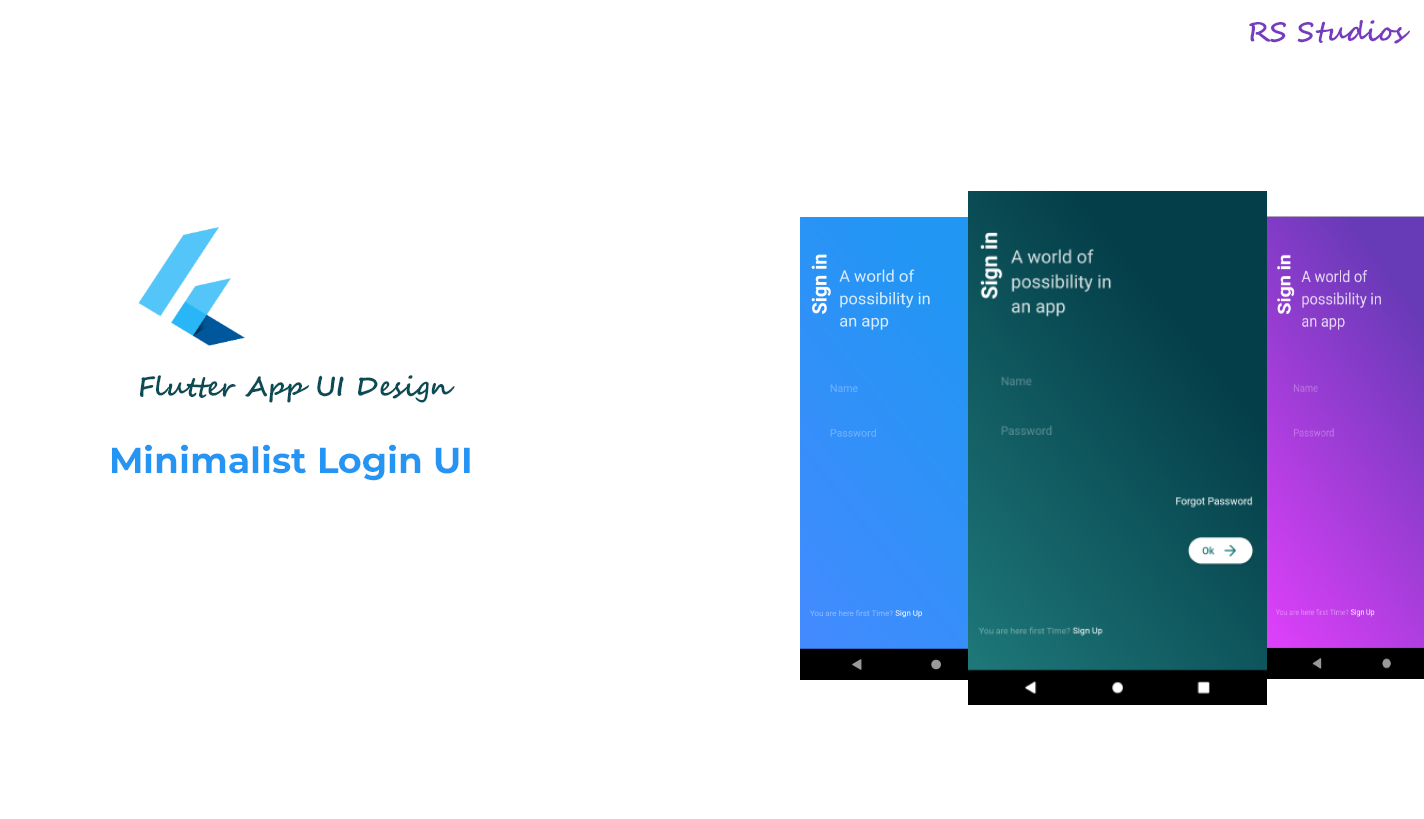 RS Studios
Flutter App UI Design
Minimalist Login UI
Sign in
A world of
possibility in
an app
Name
Password
You are here first Time? Sign Up
Sign in
A world of
possibility in
an app
Name
Password
Forgot Password
Ok
You are here first Time? Sign Up
Sign in
A world of
possibility in
an app
Name
Password
You are here first Time? Sign Up